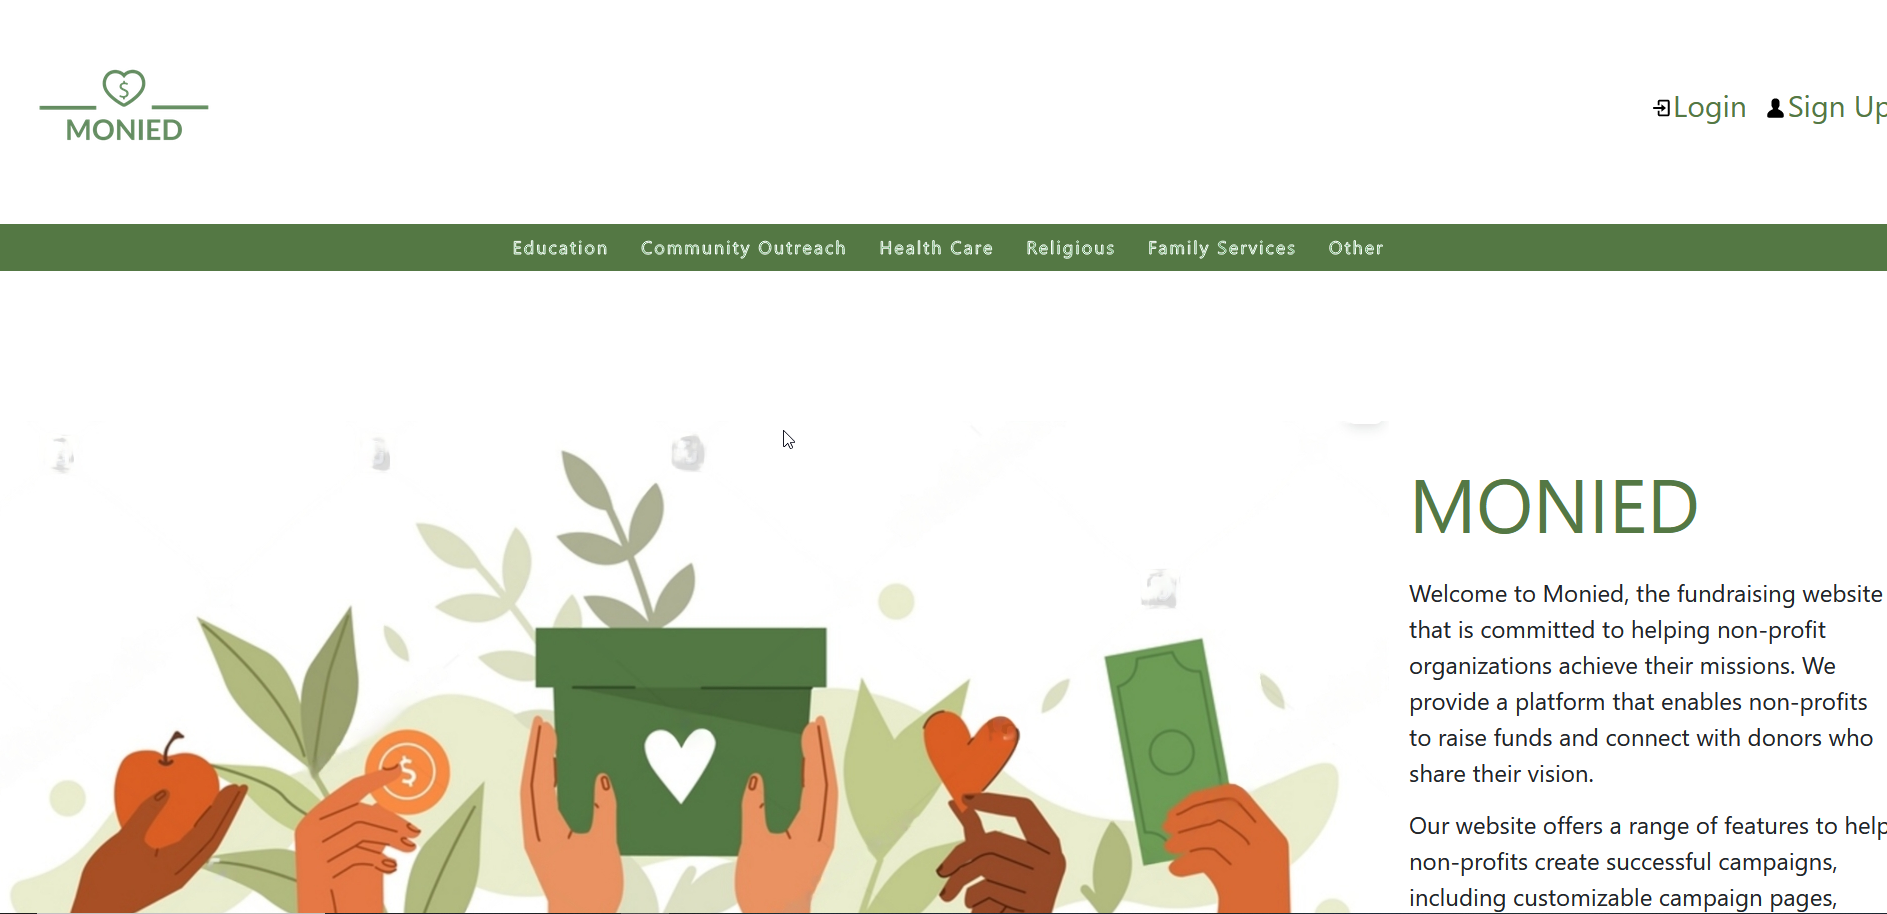 $
MONIED
Login Sign Up
Education Community Outreach Health Care Religious Family Services Other
MONIED
Welcome to Monied, the fundraising website
that is committed to helping non-profit
organizations achieve their missions. We
provide a platform that enables non-profits
to raise funds and connect with donors who
share their vision.
Our website offers a range of features to help
non-profits create successful campaigns,
including customizable campaign pages,
$